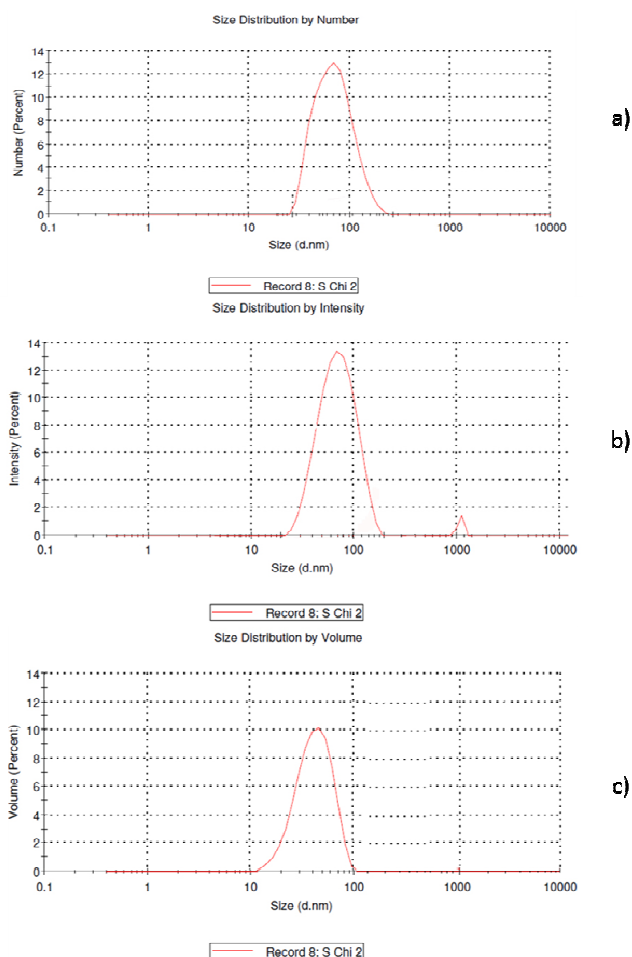 Size Distribution by Number
14
12
10
8
6
4
2
0
Number (Percent)
0.1 1 10 100 1000 10000
Size (d.nm)
a)
Record 8: S Chi 2
Size Distribution by Intensity
14
12
10
8
6
4
2
0
Intensity (Percent)
0.1 1 10 100 1000 10000
Size (d.nm)
b)
Record 8: S Chi 2
Size Distribution by Volume
14
12
10
8
6
4
2
0
Volume (Percent)
0.1 1 10 100 1000 10000
Size (d.nm)
c)
Record 8: S Chi 2